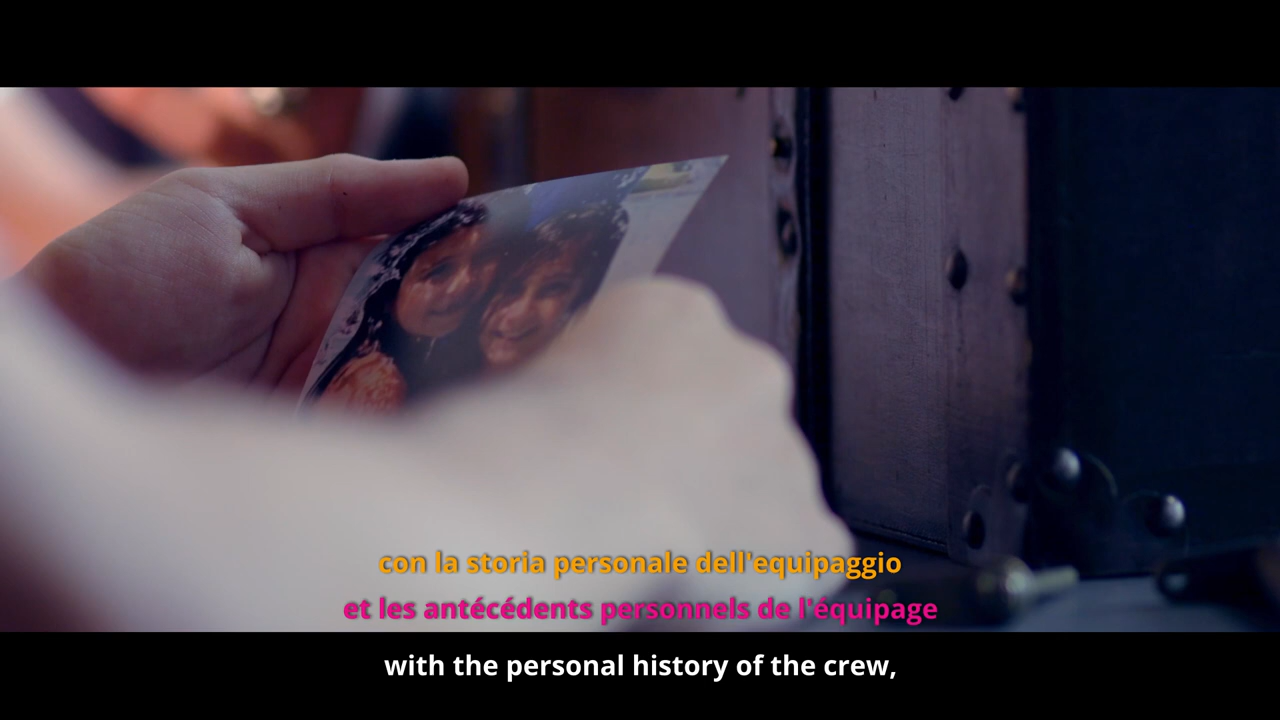 con la storia personale dell'equipaggio
et les antécédents personnels de l'équipage
with the personal history of the crew,